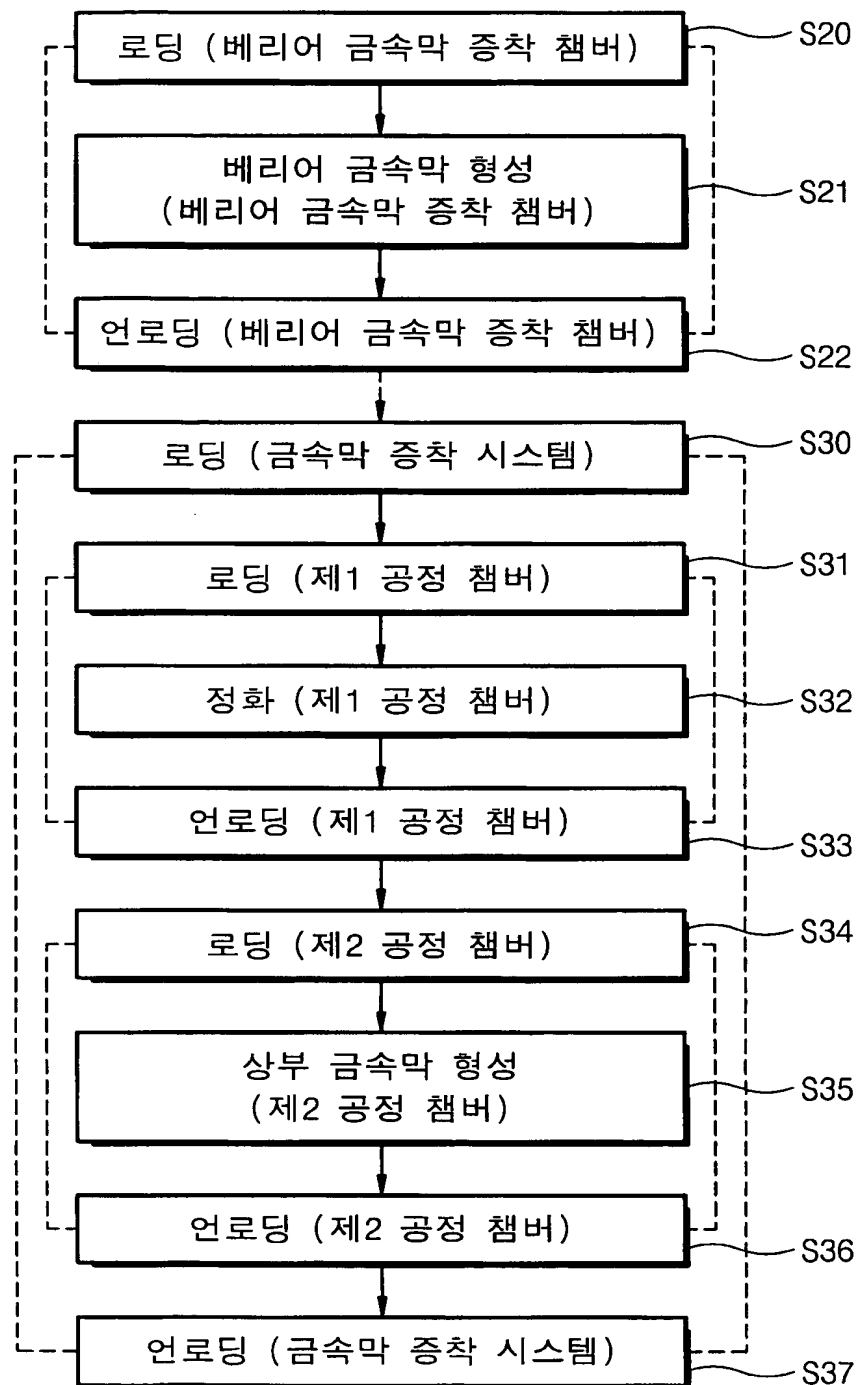 로딩 (베리어 금속막 증착 챔버)
S20
베리어 금속막 형성
(베리어 금속막 증착 챔버)
S21
언로딩 (베리어 금속막 증착 챔버)
S22
로딩 (금속막 증착 시스템)
S30
로딩 (제1 공정 챔버)
S31
정화 (제1 공정 챔버)
S32
언로딩 (제1 공정 챔버)
S33
로딩 (제2 공정 챔버)
S34
상부 금속막 형성
(제2 공정 챔버)
S35
언로딩 (제2 공정 챔버)
S36
언로딩 (금속막 증착 시스템)
S37